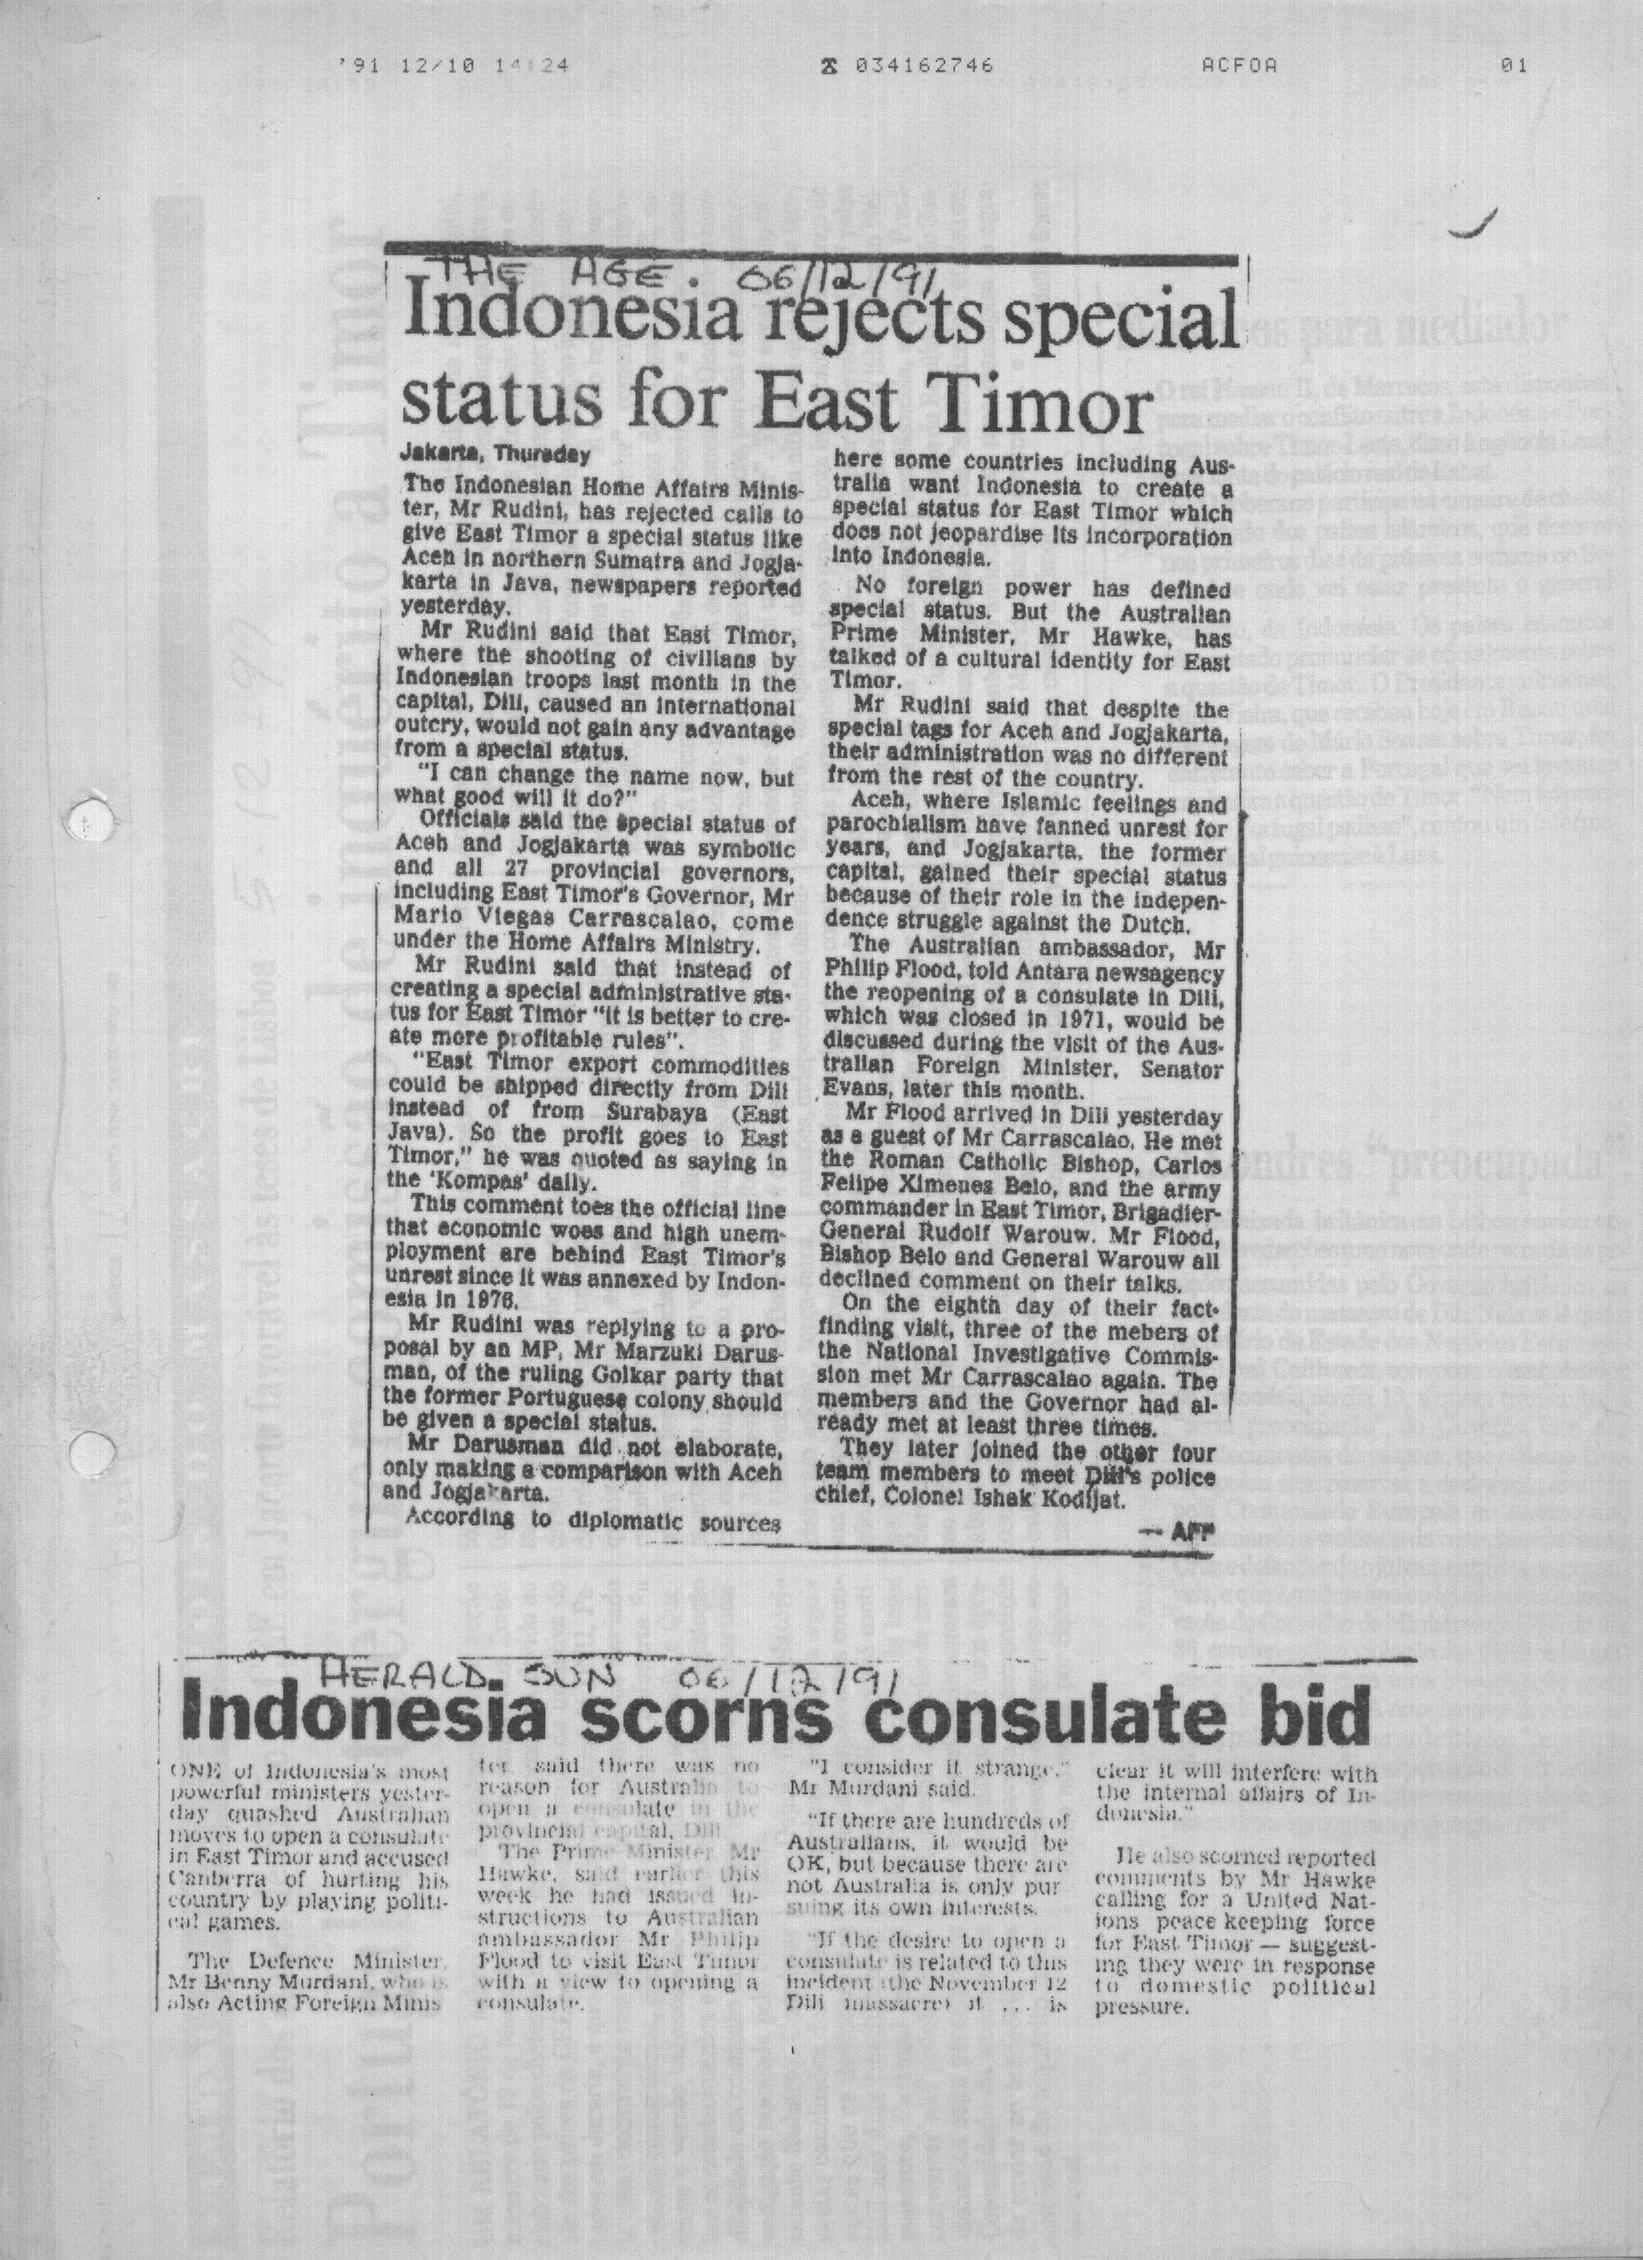 '91 12/10 14:24 ☎ 034162746 ACFOA 01
THE AGE. 06/12/91
Indonesia rejects special
status for East Timor
Jakarta, Thursday
The Indonesian Home Affairs Minis-
ter, Mr Rudini, has rejected calls to
give East Timor a special status like
Aceh in northern Sumatra and Jogja-
karta in Java, newspapers reported
yesterday.
Mr Rudini said that East Timor,
where the shooting of civilians by
Indonesian troops last month in the
capital, Dili, caused an international
outcry, would not gain any advantage
from a special status.
"I can change the name now, but
what good will it do?"
Officials said the special status of
Aceh and Jogjakarta was symbolic
and all 27 provincial governors,
including East Timor's Governor, Mr
Mario Viegas Carrascalao, come
under the Home Affairs Ministry.
Mr Rudini said that instead of
creating a special administrative sta-
tus for East Timor "it is better to cre-
ate more profitable rules".
"East Timor export commodities
could be shipped directly from Dili
instead of from Surabaya (East
Java). So the profit goes to East
Timor," he was quoted as saying in
the 'Kompas' daily.
This comment toes the official line
that economic woes and high unem-
ployment are behind East Timor's
unrest since it was annexed by Indon-
esia in 1976.
Mr Rudini was replying to a pro-
posal by an MP, Mr Marzuki Darus-
man, of the ruling Golkar party that
the former Portuguese colony should
be given a special status.
Mr Darusman did not elaborate,
only making a comparison with Aceh
and Jogjakarta.
According to diplomatic sources
here some countries including Aus-
tralia want Indonesia to create a
special status for East Timor which
does not jeopardise its incorporation
into Indonesia.
No foreign power has defined
special status. But the Australian
Prime Minister, Mr Hawke, has
talked of a cultural identity for East
Timor.
Mr Rudini said that despite the
special tags for Aceh and Jogjakarta,
their administration was no different
from the rest of the country.
Aceh, where Islamic feelings and
parochialism have fanned unrest for
years, and Jogjakarta, the former
capital, gained their special status
because of their role in the indepen-
dence struggle against the Dutch.
The Australian ambassador, Mr
Philip Flood, told Antara newsagency
the reopening of a consulate in Dili,
which was closed in 1971, would be
discussed during the visit of the Aus-
tralian Foreign Minister, Senator
Evans, later this month.
Mr Flood arrived in Dili yesterday
as a guest of Mr Carrascalao. He met
the Roman Catholic Bishop, Carlos
Felipe Ximenes Belo, and the army
commander in East Timor, Brigadier-
General Rudolf Warouw. Mr Flood,
Bishop Belo and General Warouw all
declined comment on their talks.
On the eighth day of their fact-
finding visit, three of the mebers of
the National Investigative Commis-
sion met Mr Carrascalao again. The
members and the Governor had al-
ready met at least three times.
They later joined the other four
team members to meet Dili's police
chief, Colonel Ishak Kodijat.
— AFP
HERALD SUN 06/12/91
Indonesia scorns consulate bid
ONE of Indonesia's most
powerful ministers yester-
day quashed Australian
moves to open a consulate
in East Timor and accused
Canberra of hurting his
country by playing politi-
cal games.
The Defence Minister,
Mr Benny Murdani, who is
also Acting Foreign Minis-
ter, said there was no
reason for Australia to
open a consulate in the
provincial capital, Dili.
The Prime Minister, Mr
Hawke, said earlier this
week he had issued in-
structions to Australian
ambassador Mr Philip
Flood to visit East Timor
with a view to opening a
consulate.
"I consider it strange,"
Mr Murdani said.
"If there are hundreds of
Australians, it would be
OK, but because there are
not Australia is only pur-
suing its own interests.
"If the desire to open a
consulate is related to this
incident (the November 12
Dili massacre) it ... is
clear it will interfere with
the internal affairs of In-
donesia."
He also scorned reported
comments by Mr Hawke
calling for a United Nat-
ions peace keeping force
for East Timor — suggest-
ing they were in response
to domestic political
pressure.